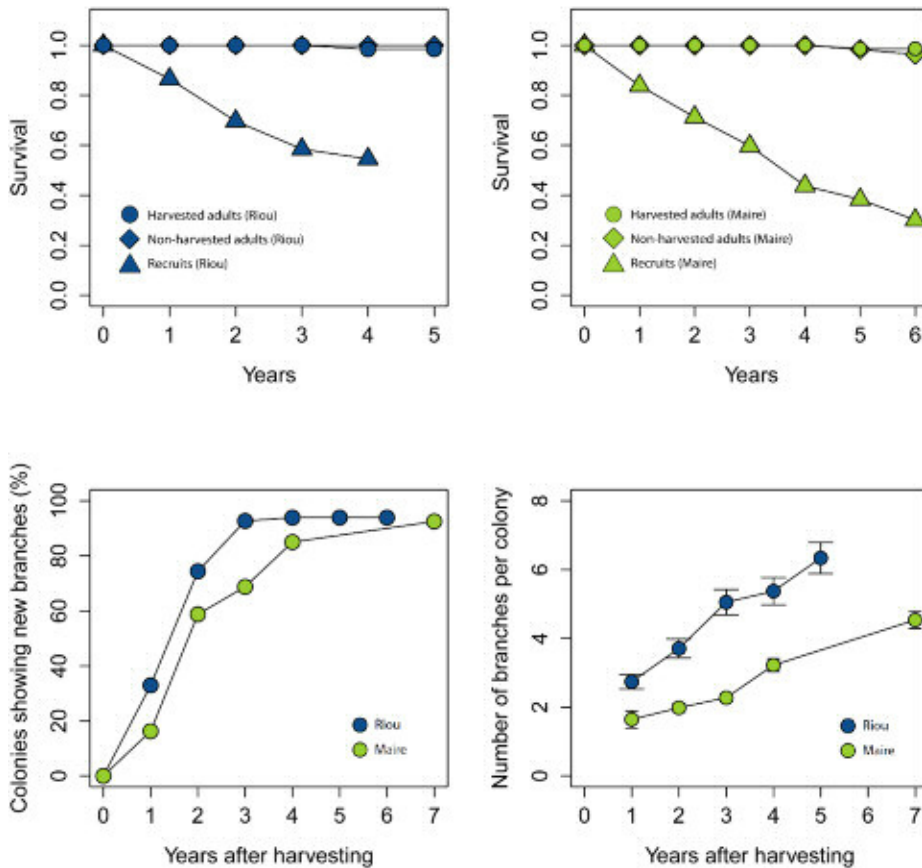 Survival
1.0
0.8
0.6
0.4
0.2
0.0
Harvested adults (Riou)
Non-harvested adults (Riou)
Recruits (Riou)
0 1 2 3 4 5
Years
Survival
1.0
0.8
0.6
0.4
0.2
0.0
Harvested adults (Maire)
Non-harvested adults (Maire)
Recruits (Maire)
0 1 2 3 4 5 6
Years
Colonies showing new branches (%)
100
80
60
40
20
0
Riou
Maire
0 1 2 3 4 5 6 7
Years after harvesting
Number of branches per colony
8
6
4
2
0
Riou
Maire
0 1 2 3 4 5 6 7
Years after harvesting